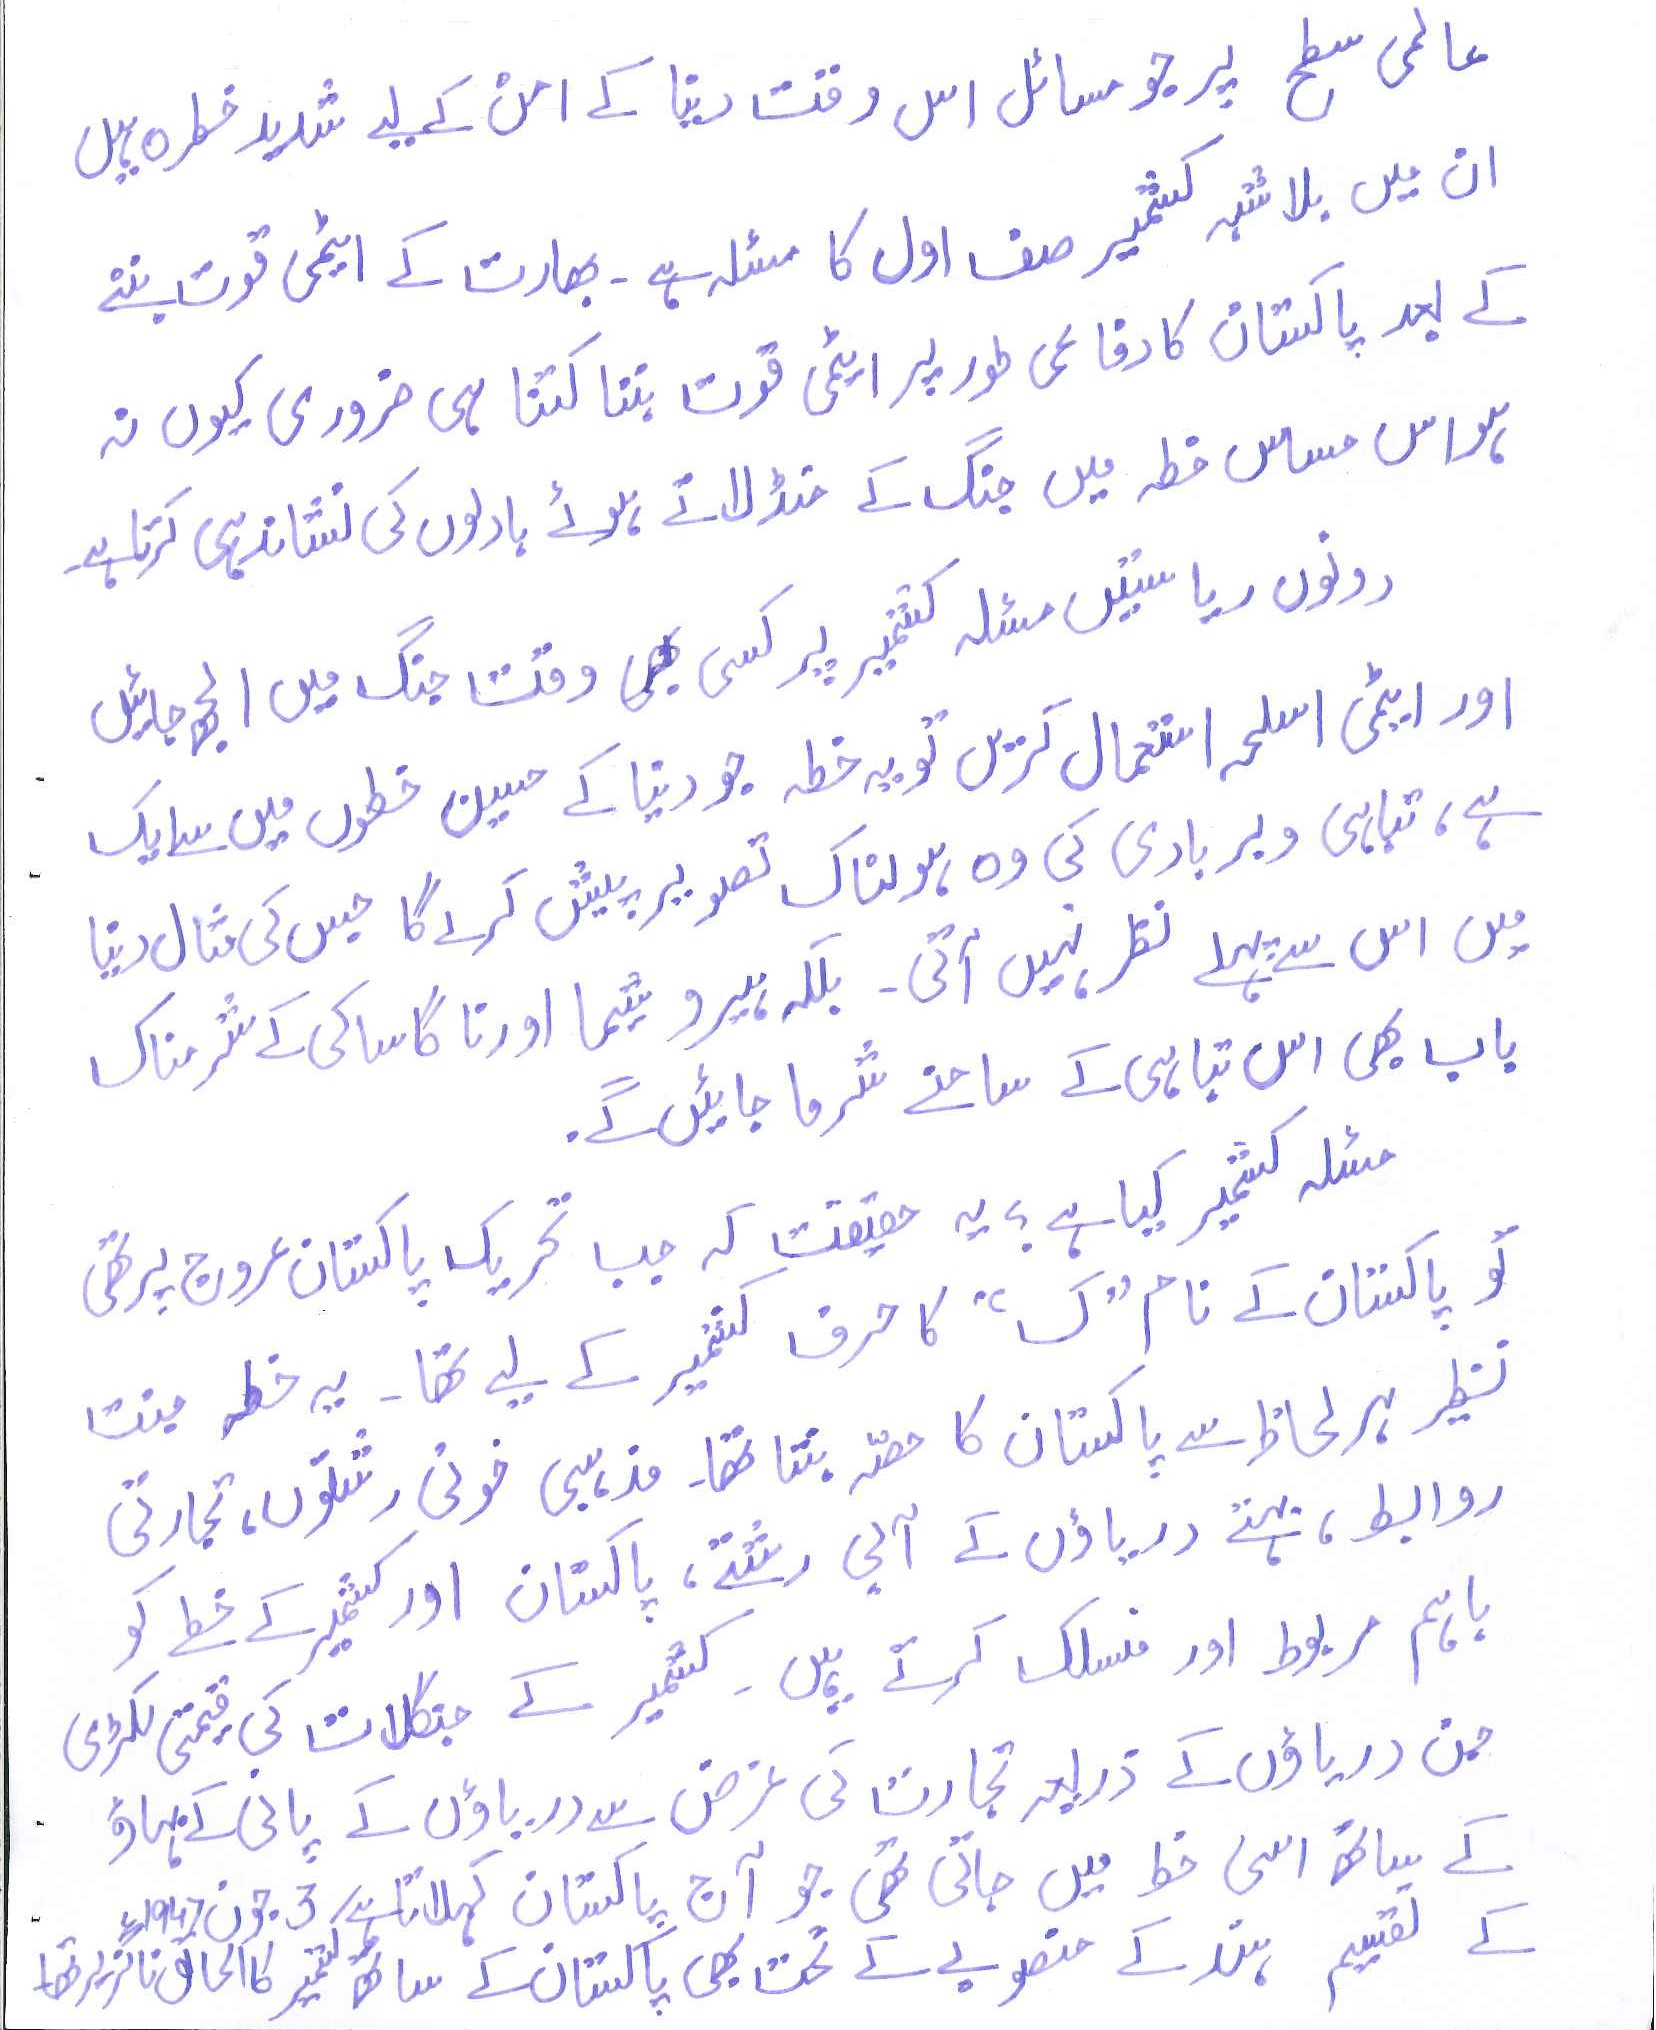 عالمی سطح پر جو مسائل اس وقت دنیا کے امن کے لیے شدید خطرہ ہیں
ان میں بلا شبہ کشمیر صف اول کا مسئلہ ہے ۔ بھارت کے ایٹمی قوت بننے
کے بعد پاکستان کا دفاعی طور پر ایٹمی قوت بننا کتنا ہی ضروری کیوں نہ
ہو اس حساس خطہ میں جنگ کے منڈلاتے ہوئے بادلوں کی نشاندہی کرتا ہے۔
دونوں ریاستیں مسئلہ کشمیر پر کسی بھی وقت جنگ میں الجھ جائیں
اور ایٹمی اسلحہ استعمال کریں تو یہ خطہ جو دنیا کے حسین خطوں میں سے ایک
ہے، تباہی و بربادی کی وہ ہولناک تصویر پیش کرے گا جس کی مثال دنیا
میں اس سے پہلے نظر نہیں آتی ۔ بلکہ ہیروشیما اور ناگاساکی کے شرمناک
باب بھی اس تباہی کے سامنے شرما جائیں گے ۔
مسئلہ کشمیر کیا ہے ؟ یہ حقیقت کہ جب تحریک پاکستان عروج پر تھی
تو پاکستان کے نام "ک" کا حرف کشمیر کے لیے تھا ۔ یہ خطہ جنت
نظیر ہر لحاظ سے پاکستان کا حصّہ بنتا تھا۔ مذہبی خونی رشتوں، تجارتی
روابط، بہتے دریاؤں کے آبی رشتے، پاکستان اور کشمیر کے خطے کو
باہم مربوط اور منسلک کرتے ہیں ۔ کشمیر کے جنگلات کی قیمتی لکڑی
جن دریاؤں کے ذریعہ تجارت کی غرض سے دریاؤں کے پانی کے بہاؤ
کے ساتھ اسی خطہ میں جاتی تھی جو آج پاکستان کہلاتا ہے 3 جون 1947ء
کے تقسیم ہند کے منصوبے کے تحت بھی پاکستان کے ساتھ کشمیر کا الحاق ناگزیر تھا